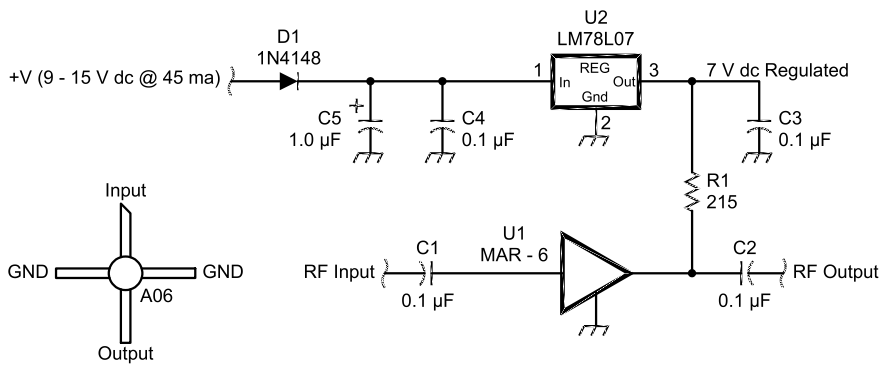 U2
LM78L07
D1
1N4148
+V (9 - 15 V dc @ 45 ma)
1
REG
In
Out
Gnd
3
7 V dc Regulated
2
+
C5
1.0 µF
C4
0.1 µF
C3
0.1 µF
R1
215
Input
GND
GND
A06
Output
U1
MAR - 6
C1
RF Input
0.1 µF
C2
RF Output
0.1 µF